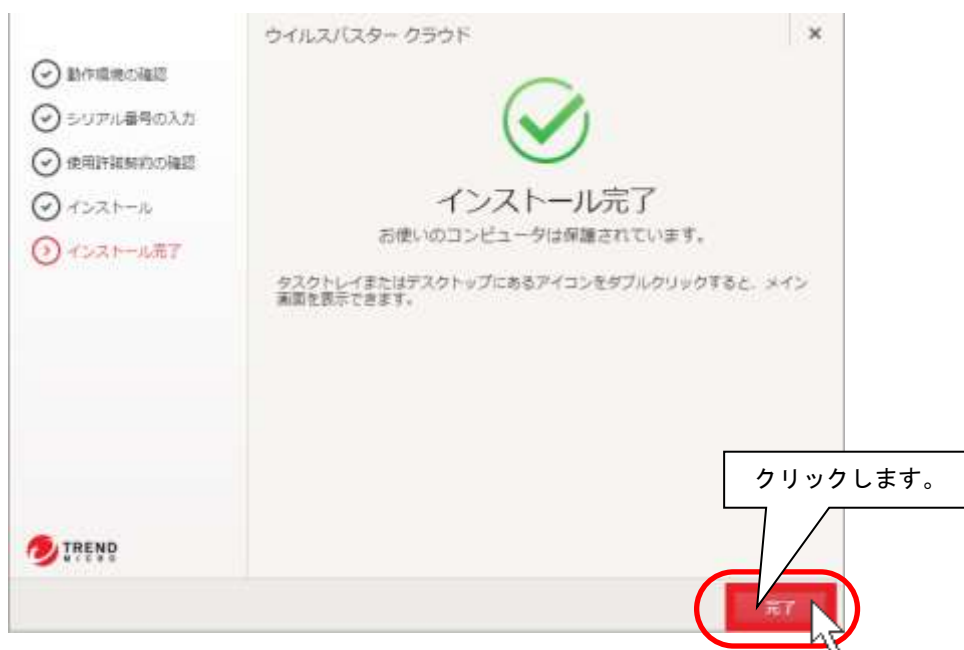 ウイルスバスター クラウド
×
動作環境の確認
シリアル番号の入力
使用許諾契約の確認
インストール
インストール完了
インストール完了
お使いのコンピュータは保護されています。
タスクトレイまたはデスクトップにあるアイコンをダブルクリックすると、メイン
画面を表示できます。
クリックします。
TREND
MICRO
完了